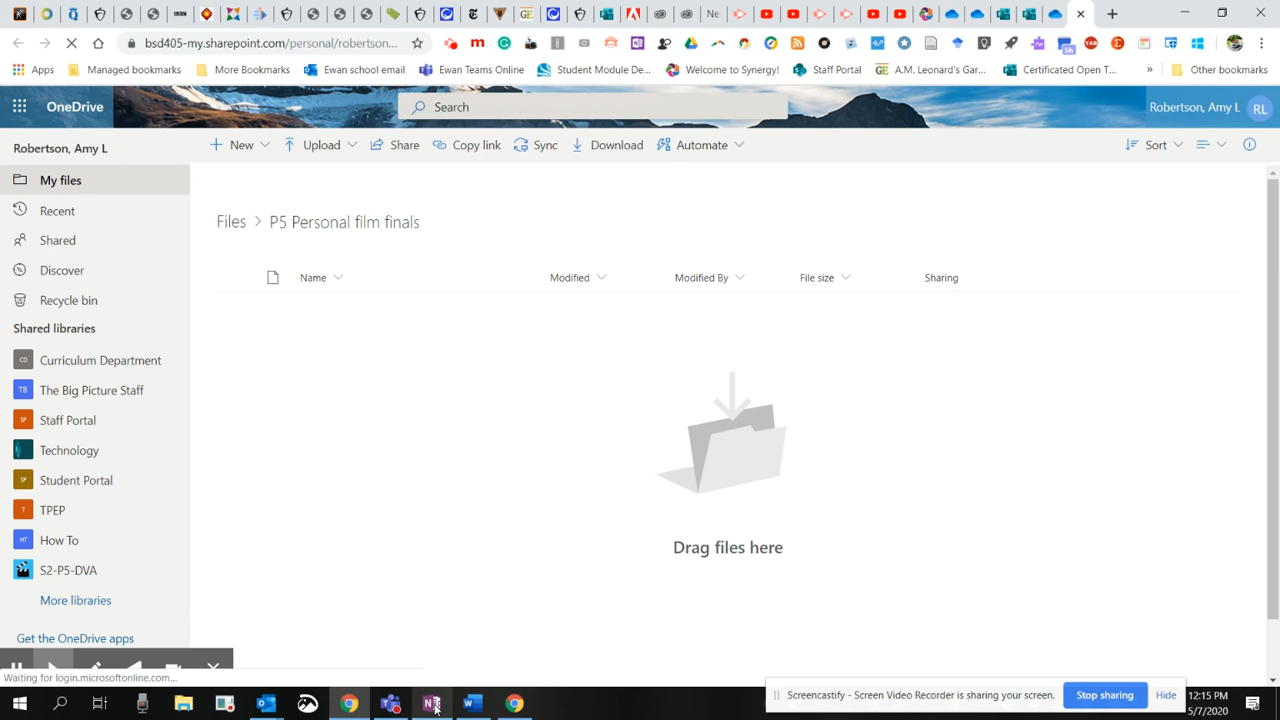 Ne
bsd405-my.sharepoint.com/personal/robertson...
Apps
Managed bookmarks
More Bookmarks
Ewan school email
Ewan Teams Online
Student Module De...
Welcome to Synergy!
Staff Portal
A.M. Leonard's Gar...
Certificated Open T...
»
Other bookmarks
OneDrive
Search
Robertson, Amy L
RL
Robertson, Amy L
New
Upload
Share
Copy link
Sync
Download
Automate
Sort
My files
Recent
Shared
Discover
Recycle bin
Shared libraries
CD Curriculum Department
TB The Big Picture Staff
SP Staff Portal
Technology
SP Student Portal
T TPEP
HT How To
S2-P5-DVA
More libraries
Get the OneDrive apps
Files > P5 Personal film finals
Name
Modified
Modified By
File size
Sharing
Drag files here
Waiting for login.microsoftonline.com...
Screencastify - Screen Video Recorder is sharing your screen.
Stop sharing
Hide
12:15 PM
5/7/2020